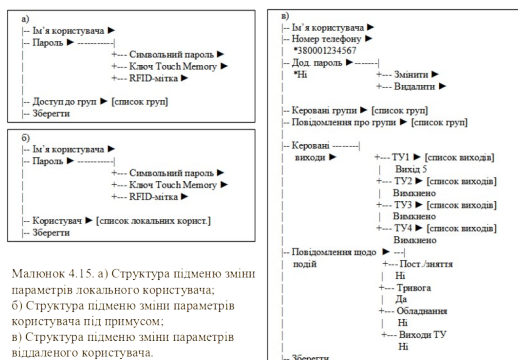 а)
|-- Ім'я користувача ►
|-- Пароль ► -----------|
+--- Символьний пароль ►
+--- Ключ Touch Memory ►
+--- RFID-мітка ►
|
|-- Доступ до груп ► [список груп]
|-- Зберегти
б)
|-- Ім'я користувача ►
|-- Пароль ► -----------|
+--- Символьний пароль ►
+--- Ключ Touch Memory ►
+--- RFID-мітка ►
|
|-- Користувач ► [список локальних корист.]
|-- Зберегти
Малюнок 4.15. а) Структура підменю зміни
параметрів локального користувача;
б) Структура підменю зміни параметрів
користувача під примусом;
в) Структура підменю зміни параметрів
віддаленого користувача.
в)
|-- Ім'я користувача ►
|-- Номер телефону ►
| *380001234567
|-- Дод. пароль ►-------|
| *Ні +--- Змінити ►
| +--- Видалити ►
|
|-- Керовані групи ► [список груп]
|-- Повідомлення про групи ► [список груп]
|
|-- Керовані --------|
| виходи ► +--- ТУ1 ► [список виходів]
| | Вихід 5
| +--- ТУ2 ► [список виходів]
| | Вимкнено
| +--- ТУ3 ► [список виходів]
| | Вимкнено
| +--- ТУ4 ► [список виходів]
| Вимкнено
|-- Повідомлення щодо ► ---|
| подій +--- Пост./зняття
| | Ні
| +--- Тривога
| | Да
| +--- Обладнання
| | Ні
| +--- Виходи ТУ
| Ні
|-- Зберегти